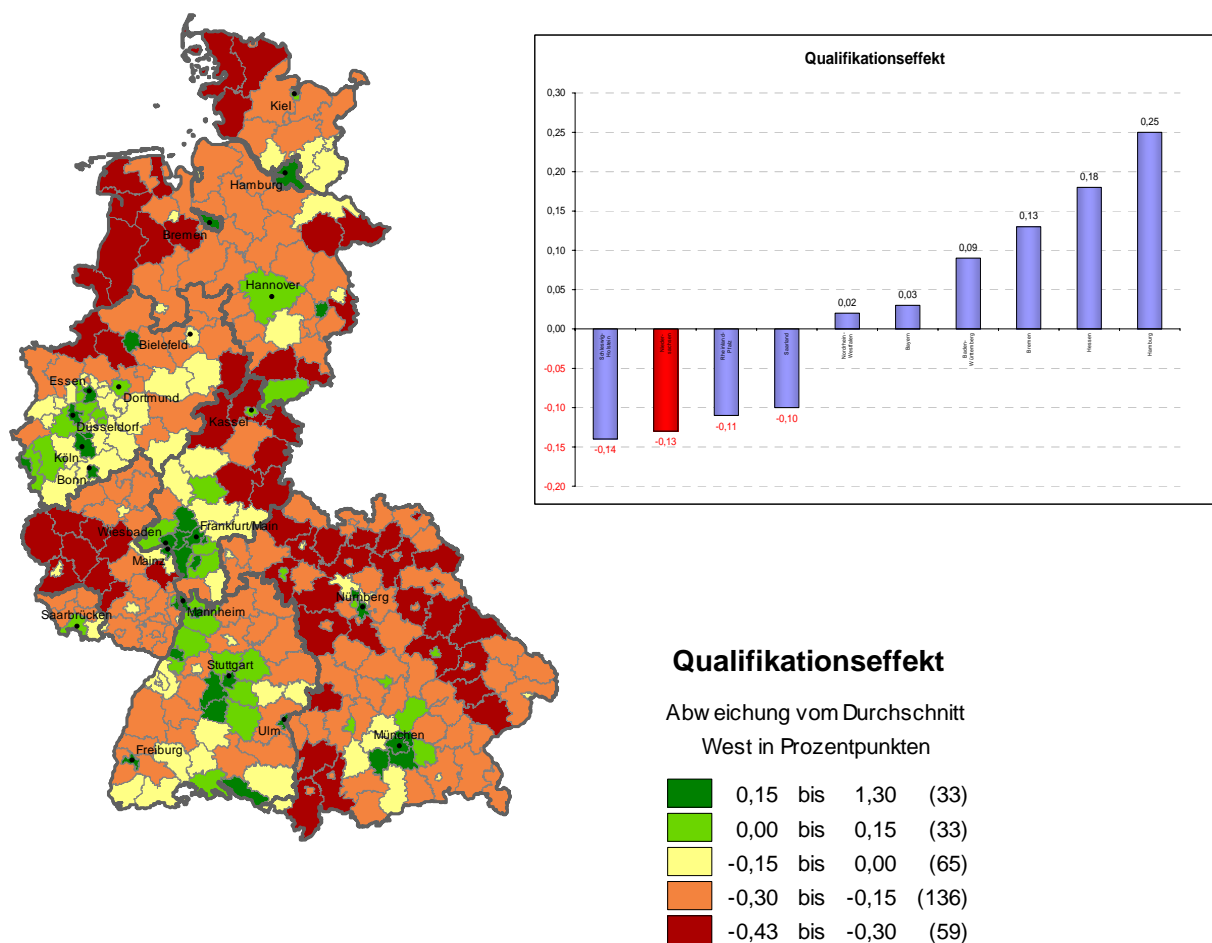 Kiel
Hamburg
Bremen
Hannover
Bielefeld
Essen
Dortmund
Düsseldorf
Kassel
Köln
Bonn
Wiesbaden
Frankfurt/Main
Mainz
Nürnberg
Saarbrücken
Mannheim
Stuttgart
Ulm
München
Freiburg
Qualifikationseffekt
0,30
0,25
0,20
0,15
0,10
0,05
0,00
-0,05
-0,10
-0,15
-0,20
-0,14
-0,13
-0,11
-0,10
0,02
0,03
0,09
0,13
0,18
0,25
Schleswig-
Holstein
Nieder-
sachsen
Rheinland-
Pfalz
Saarland
Nordrhein-
Westfalen
Bayern
Baden-
Württemberg
Bremen
Hessen
Hamburg
Qualifikationseffekt
Abweichung vom Durchschnitt
West in Prozentpunkten
0,15 bis 1,30 (33)
0,00 bis 0,15 (33)
-0,15 bis 0,00 (65)
-0,30 bis -0,15 (136)
-0,43 bis -0,30 (59)